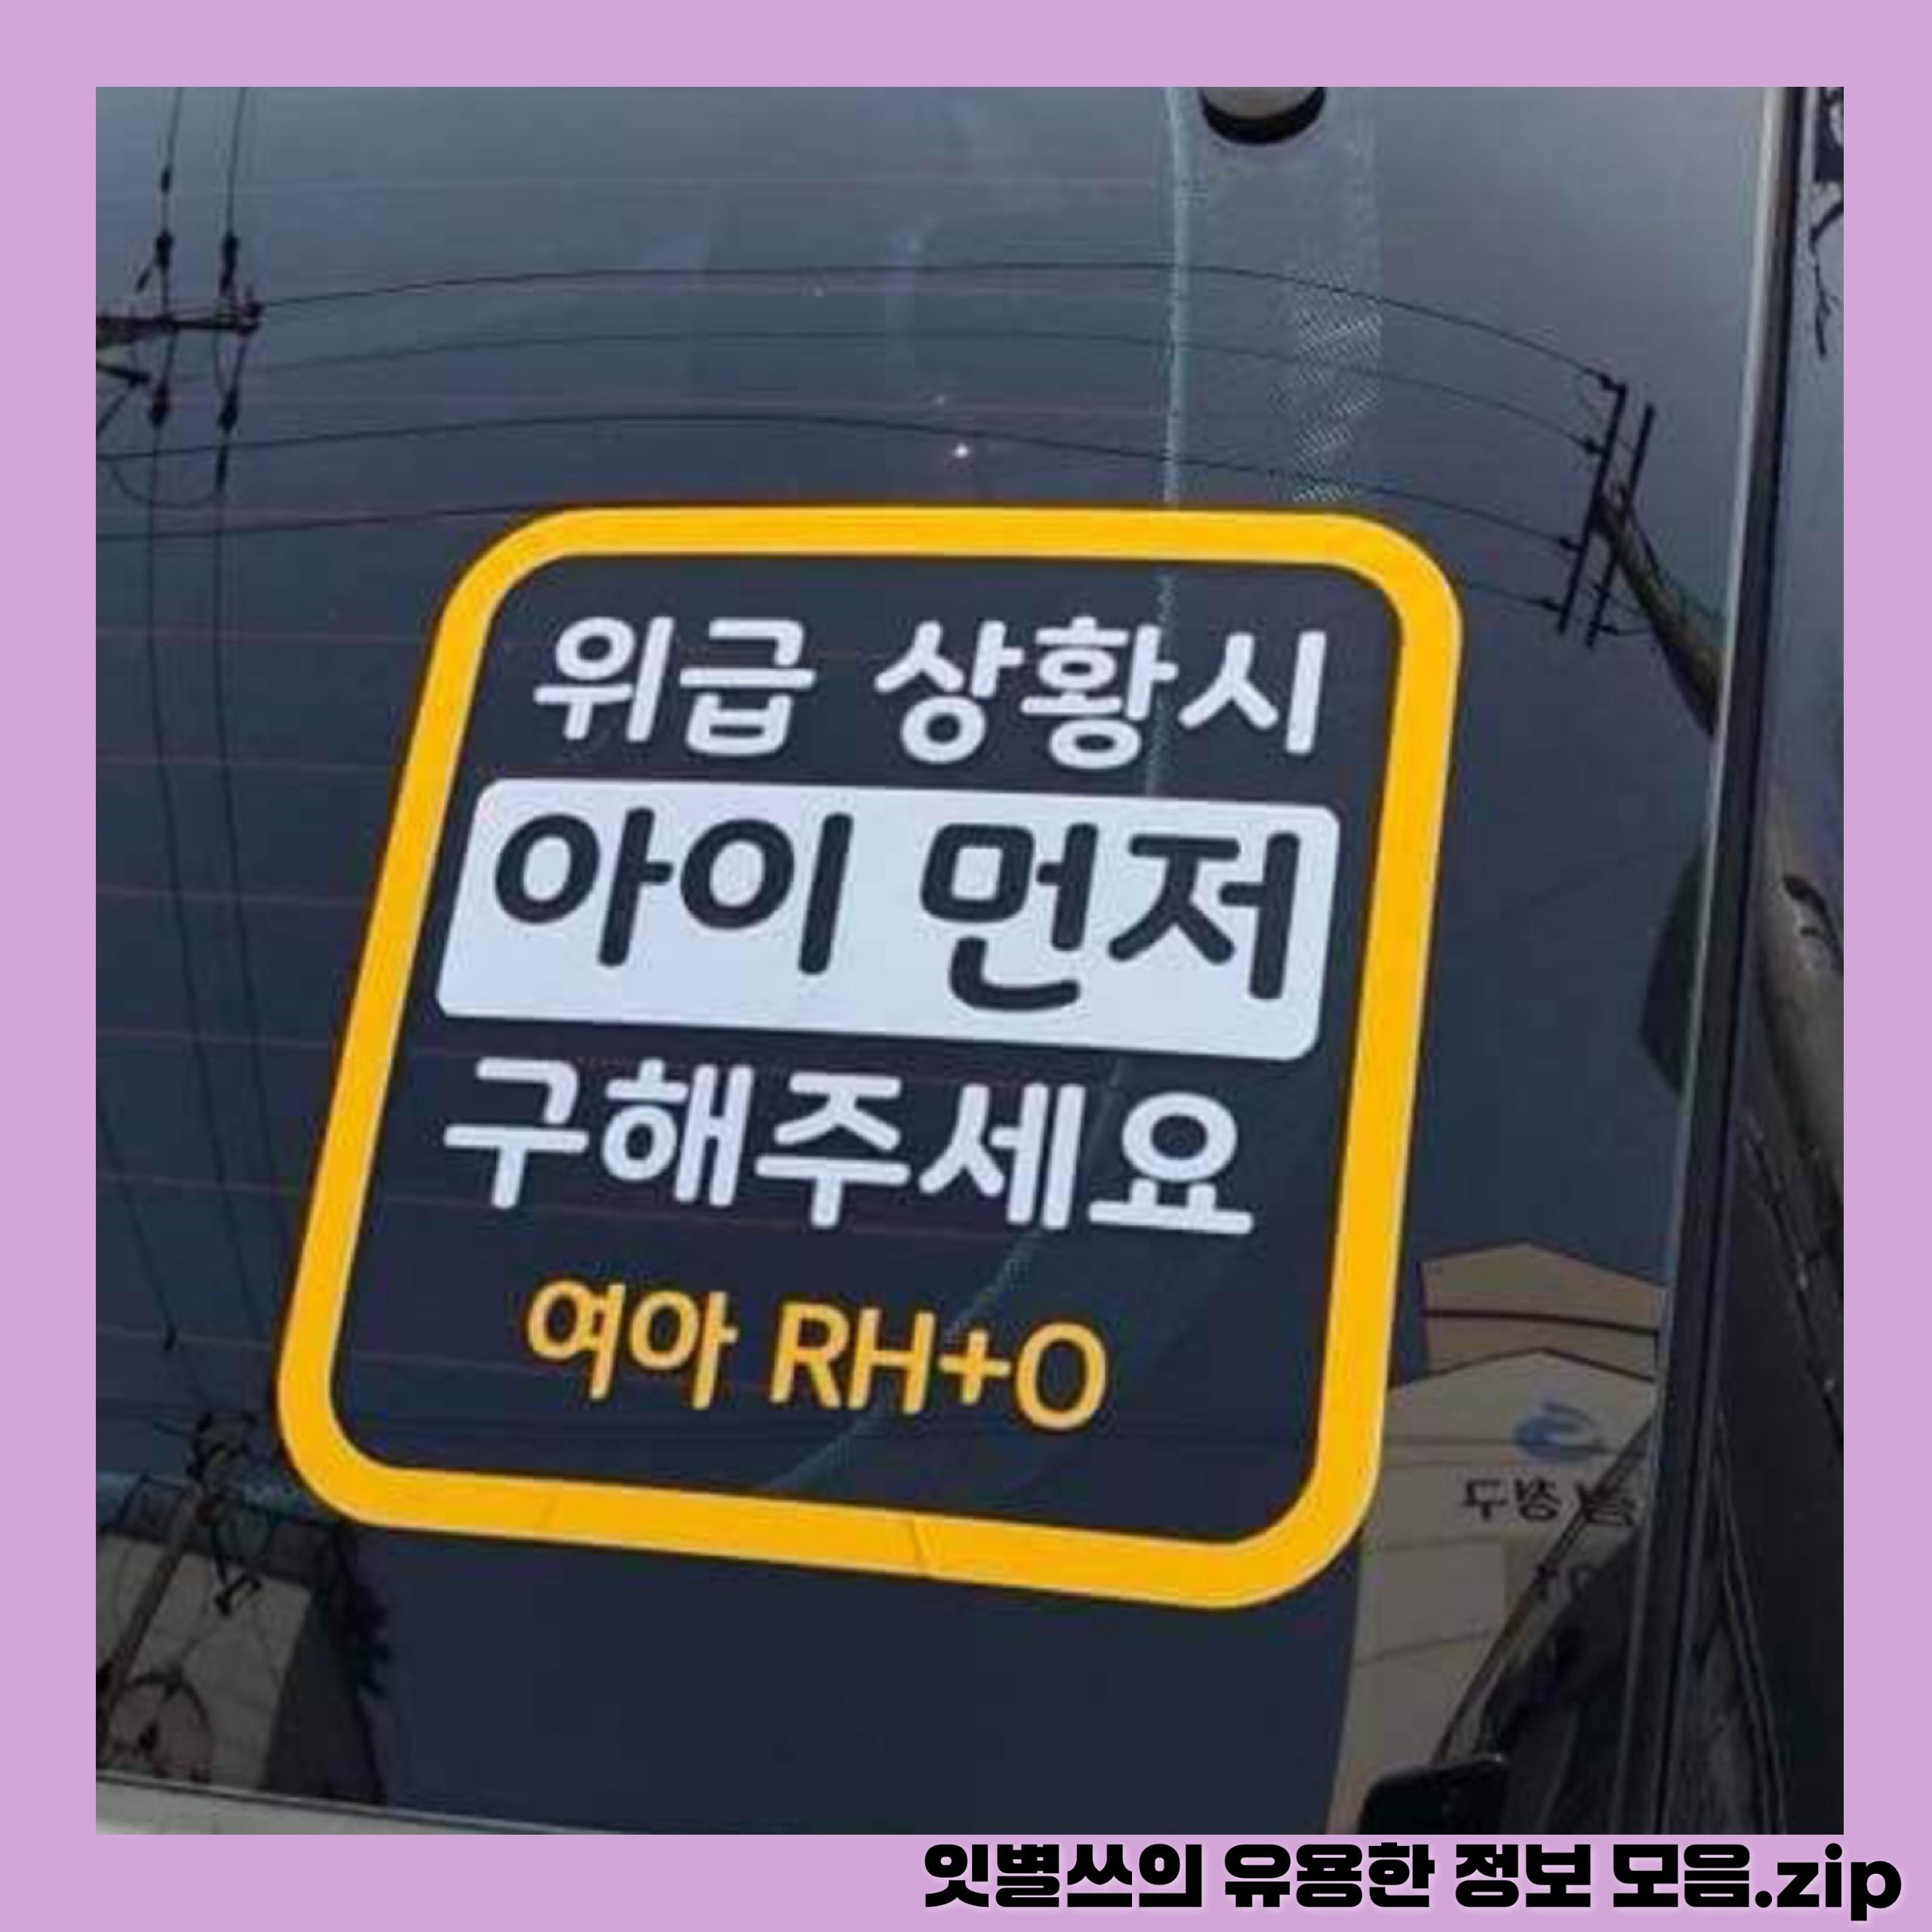 위급 상황시
아이 먼저
구해주세요
여아 RH+O
잇별쓰의 유용한 정보 모음.zip